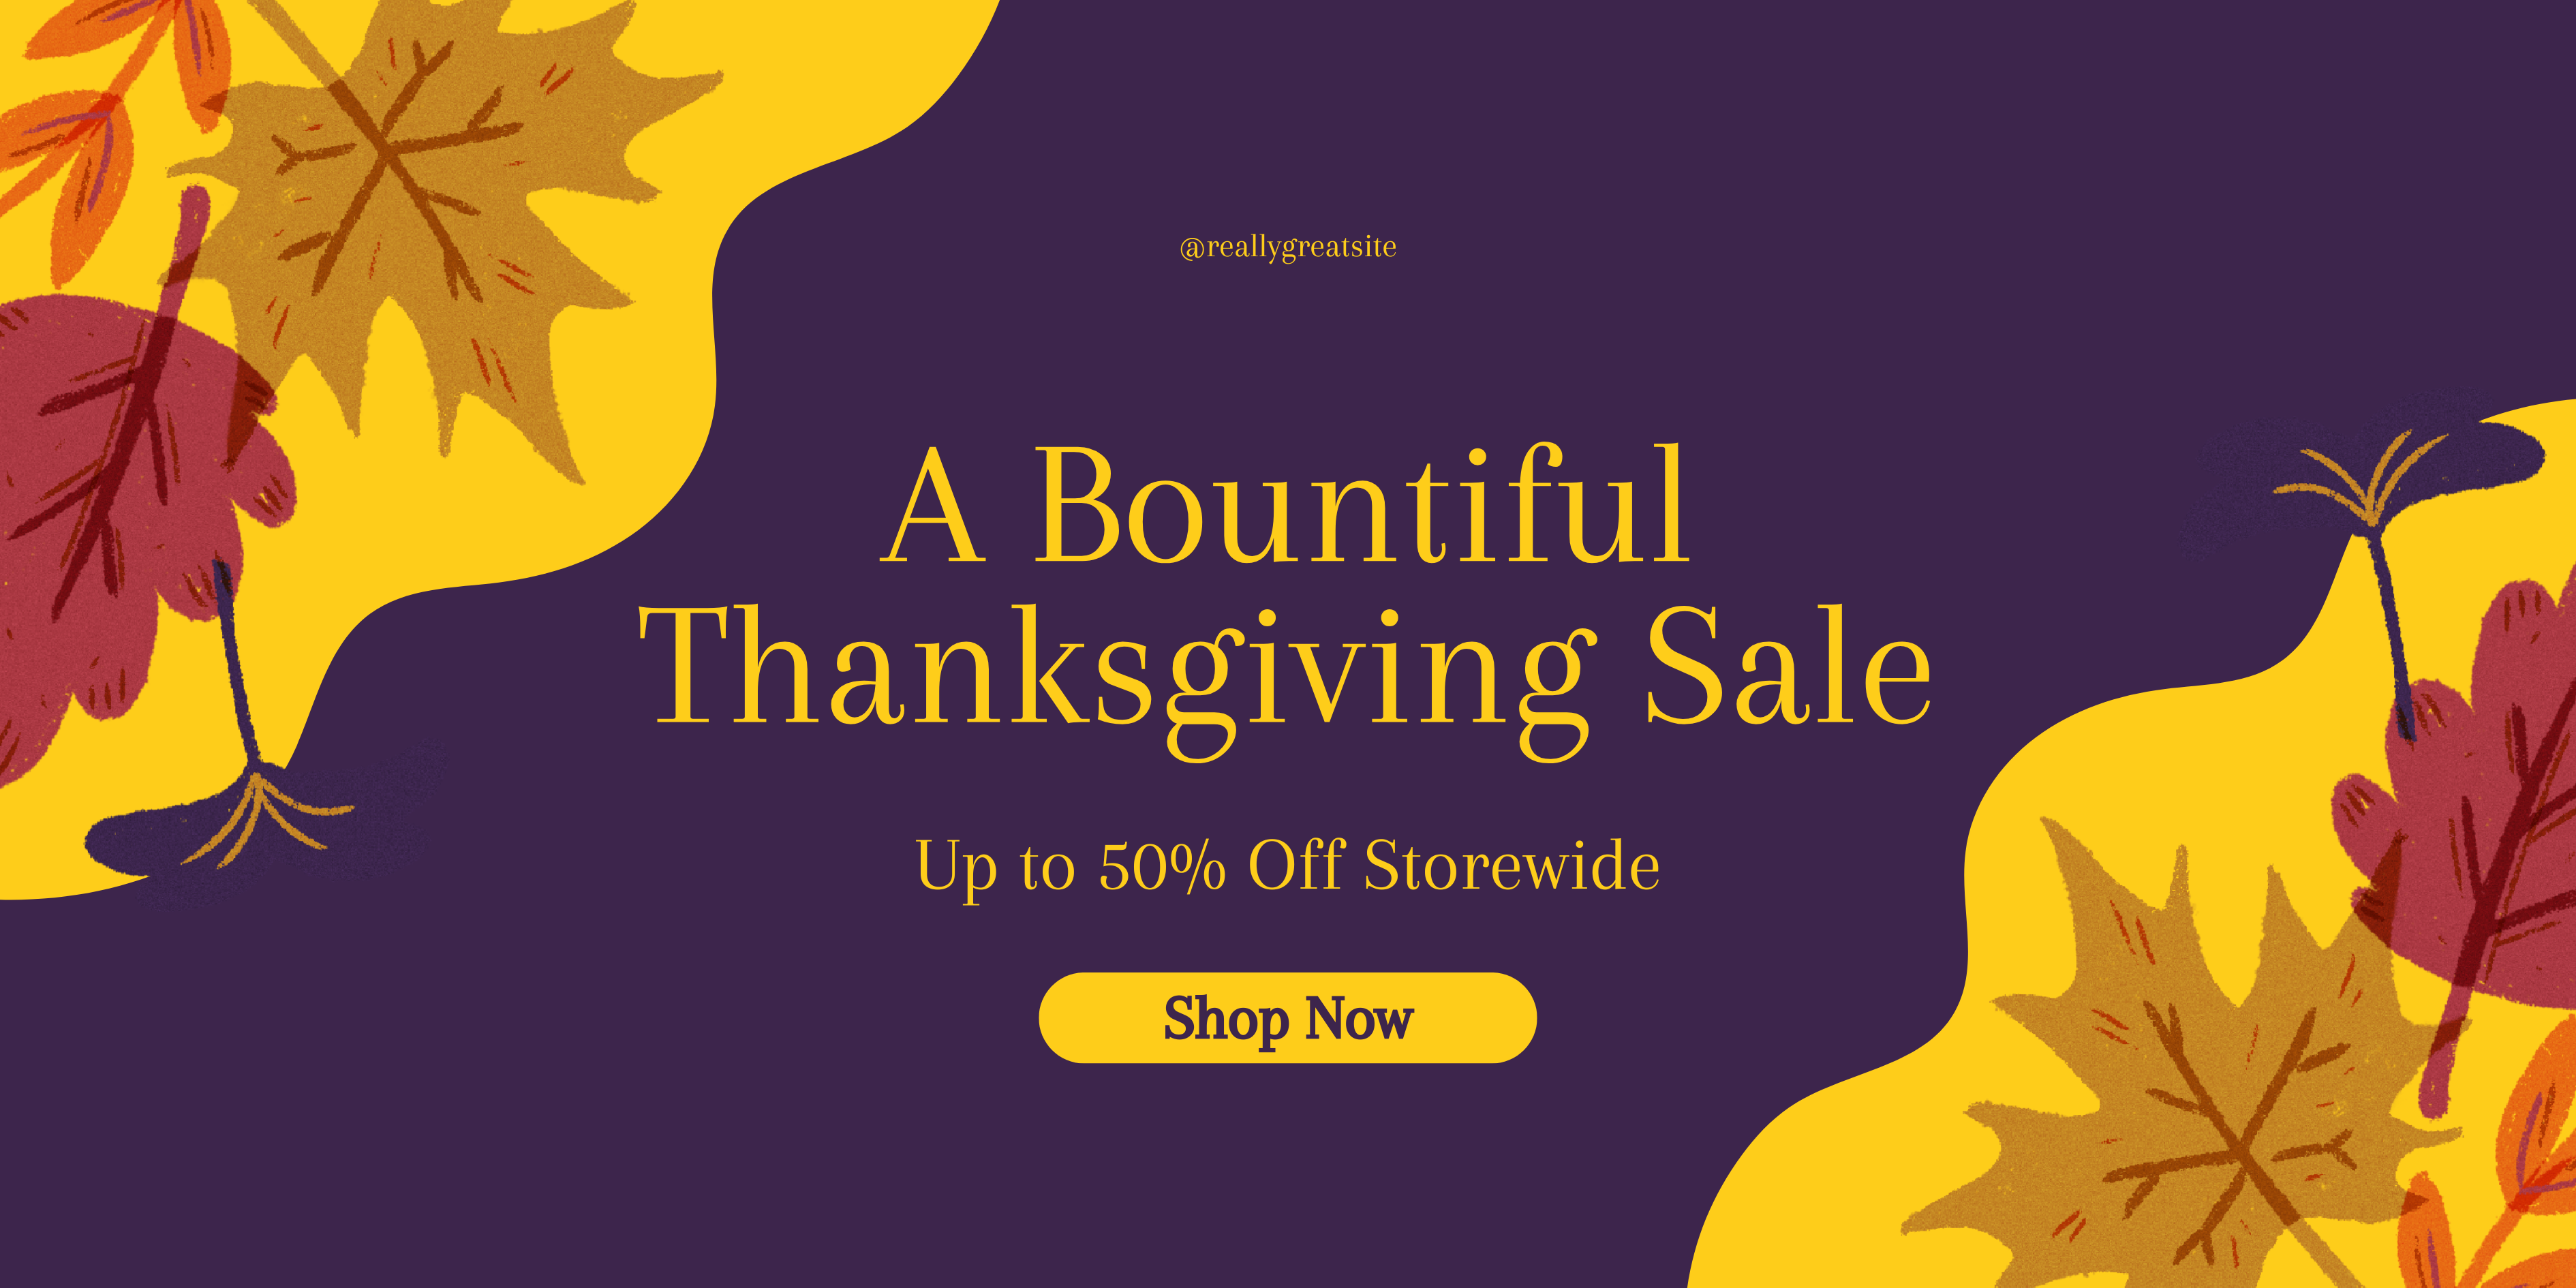 @reallygreatsite
A Bountiful
Thanksgiving Sale
Up to 50% Off Storewide
Shop Now